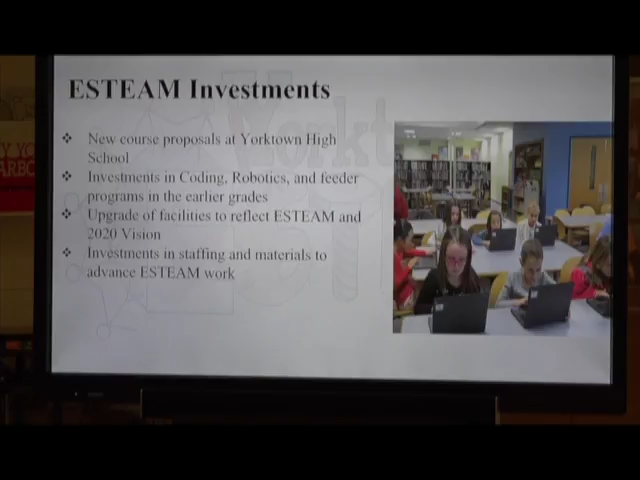 ESTEAM Investments
❖ New course proposals at Yorktown High
School
❖ Investments in Coding, Robotics, and feeder
programs in the earlier grades
❖ Upgrade of facilities to reflect ESTEAM and
2020 Vision
❖ Investments in staffing and materials to
advance ESTEAM work